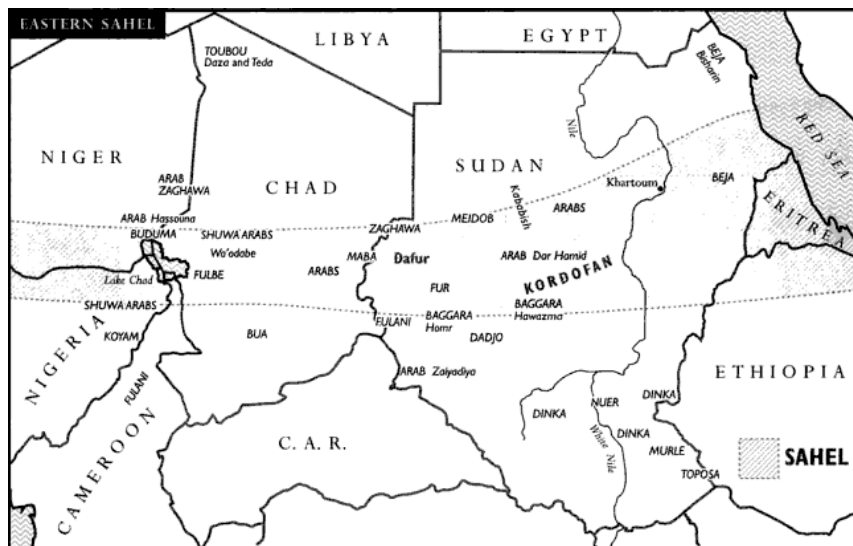 EASTERN SAHEL
LIBYA
EGYPT
TOUBOU
Daza and Teda
BEJA
Bisharin
Nile
RED SEA
NIGER
CHAD
SUDAN
ARAB
ZAGHAWA
Khartoum
BEJA
Kababish
ERITREA
ARAB Hassouna
BUDUMA
SHUWA ARABS
ZAGHAWA
MEIDOB
ARABS
Wo'odabe
MABA
Dafur
ARAB Dar Hamid
Lake Chad
FULBE
ARABS
KORDOFAN
FUR
SHUWA ARABS
BAGGARA
Hawazma
NIGERIA
KOYAM
BUA
FULANI
BAGGARA
Homr
DADJO
FULANI
ARAB Zaiyadiya
ETHIOPIA
CAMEROON
C. A. R.
DINKA
NUER
DINKA
White Nile
DINKA
MURLE
TOPOSA
SAHEL